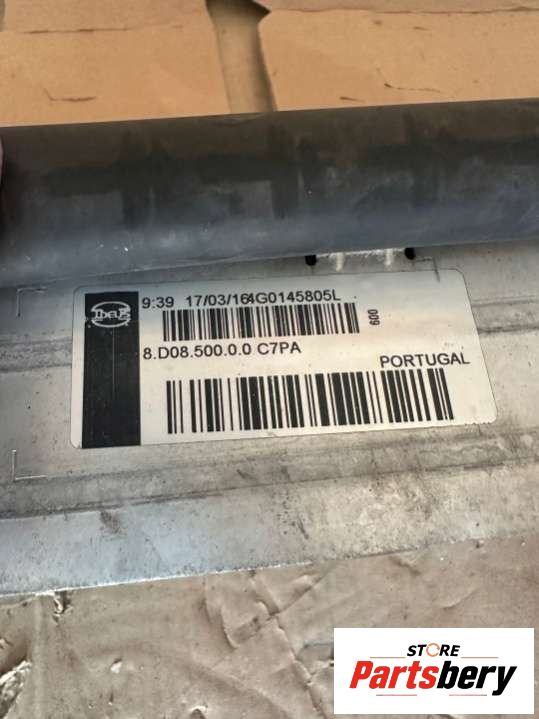 9:39 17/03/16 4G0145805L
600
8.D08.500.0.0 C7PA
PORTUGAL
STORE
Partsbery